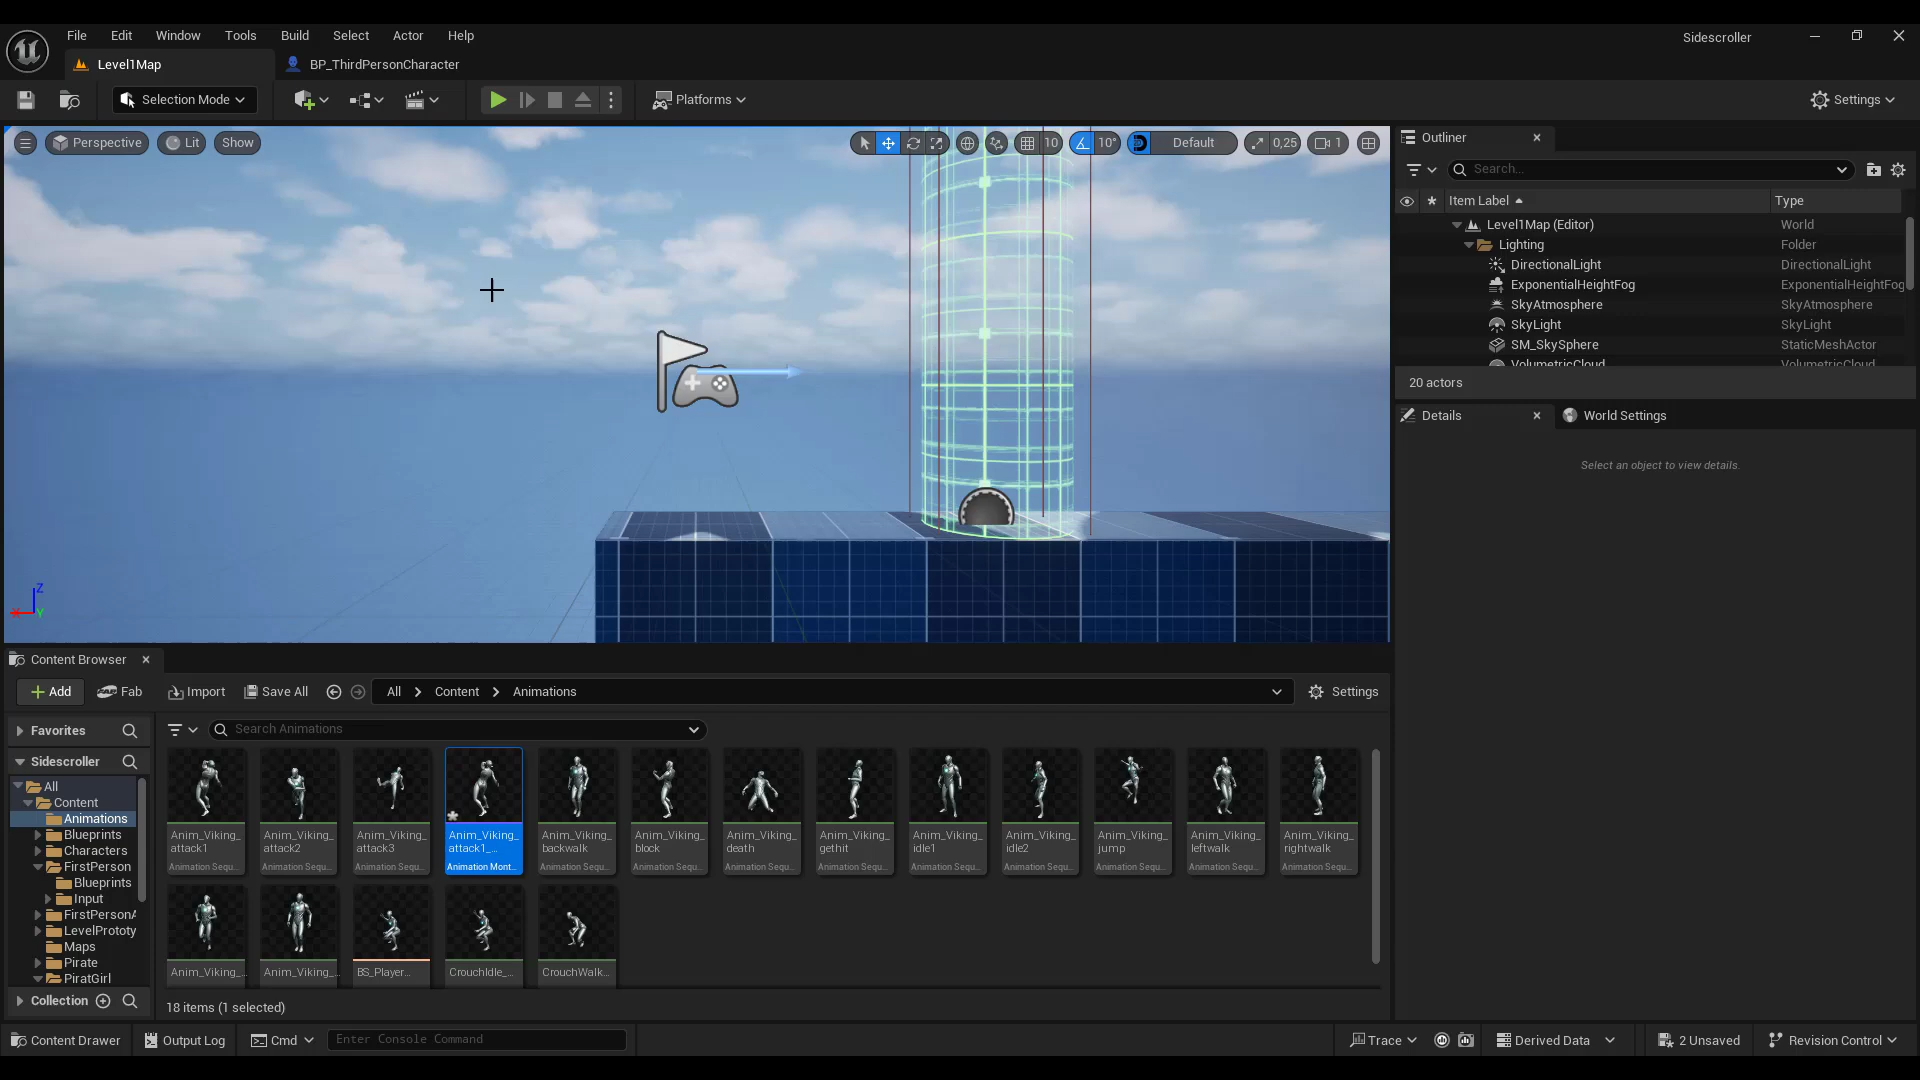 File Edit Window Tools Build Select Actor Help
Sidescroller
Level1Map
BP_ThirdPersonCharacter
Selection Mode
Platforms
Settings
Perspective
Lit
Show
10
10°
Default
0,25
1
Z
X
Y
Outliner
Search...
Item Label
Type
Level1Map (Editor)
World
Lighting
Folder
DirectionalLight
DirectionalLight
ExponentialHeightFog
ExponentialHeightFog
SkyAtmosphere
SkyAtmosphere
SkyLight
SkyLight
SM_SkySphere
StaticMeshActor
VolumetricCloud
VolumetricCloud
20 actors
Details
World Settings
Select an object to view details.
Content Browser
Add
Fab
Import
Save All
All
Content
Animations
Settings
Favorites
Search Animations
Sidescroller
All
Content
Animations
Blueprints
Characters
FirstPerson
Blueprints
Input
FirstPersonA
LevelPrototy
Maps
Pirate
PiratGirl
Collection
Anim_Viking_
attack1
Animation Sequ...
Anim_Viking_
attack2
Animation Sequ...
Anim_Viking_
attack3
Animation Sequ...
Anim_Viking_
attack1_...
Animation Mont...
Anim_Viking_
backwalk
Animation Sequ...
Anim_Viking_
block
Animation Sequ...
Anim_Viking_
death
Animation Sequ...
Anim_Viking_
gethit
Animation Sequ...
Anim_Viking_
idle1
Animation Sequ...
Anim_Viking_
idle2
Animation Sequ...
Anim_Viking_
jump
Animation Sequ...
Anim_Viking_
leftwalk
Animation Sequ...
Anim_Viking_
rightwalk
Animation Sequ...
Anim_Viking_...
Anim_Viking_...
BS_Player...
CrouchIdle_...
CrouchWalk...
18 items (1 selected)
Content Drawer
Output Log
Cmd
Enter Console Command
Trace
Derived Data
2 Unsaved
Revision Control